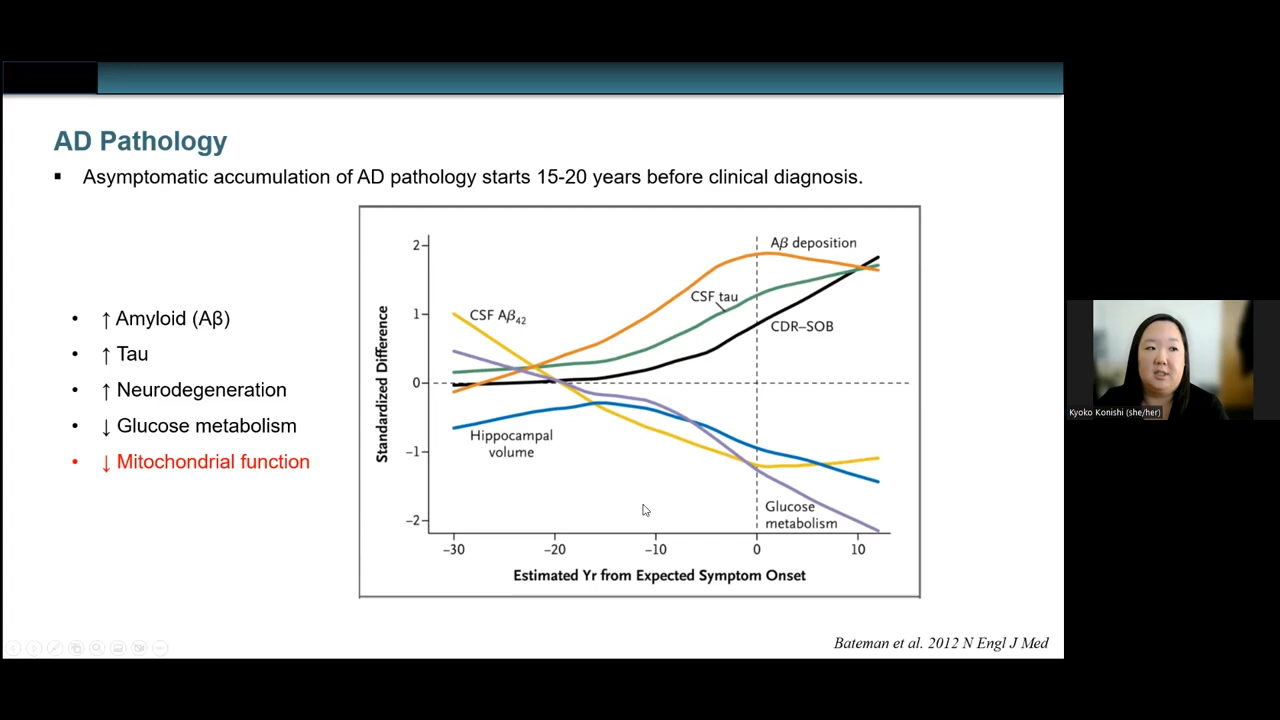 AD Pathology
▪ Asymptomatic accumulation of AD pathology starts 15-20 years before clinical diagnosis.
• ↑ Amyloid (Aβ)
• ↑ Tau
• ↑ Neurodegeneration
• ↓ Glucose metabolism
• ↓ Mitochondrial function
Standardized Difference
2
1
0
−1
−2
Aβ deposition
CSF tau
CSF Aβ42
CDR–SOB
Hippocampal
volume
Glucose
metabolism
−30 −20 −10 0 10
Estimated Yr from Expected Symptom Onset
Bateman et al. 2012 N Engl J Med
Kyoko Konishi (she/her)